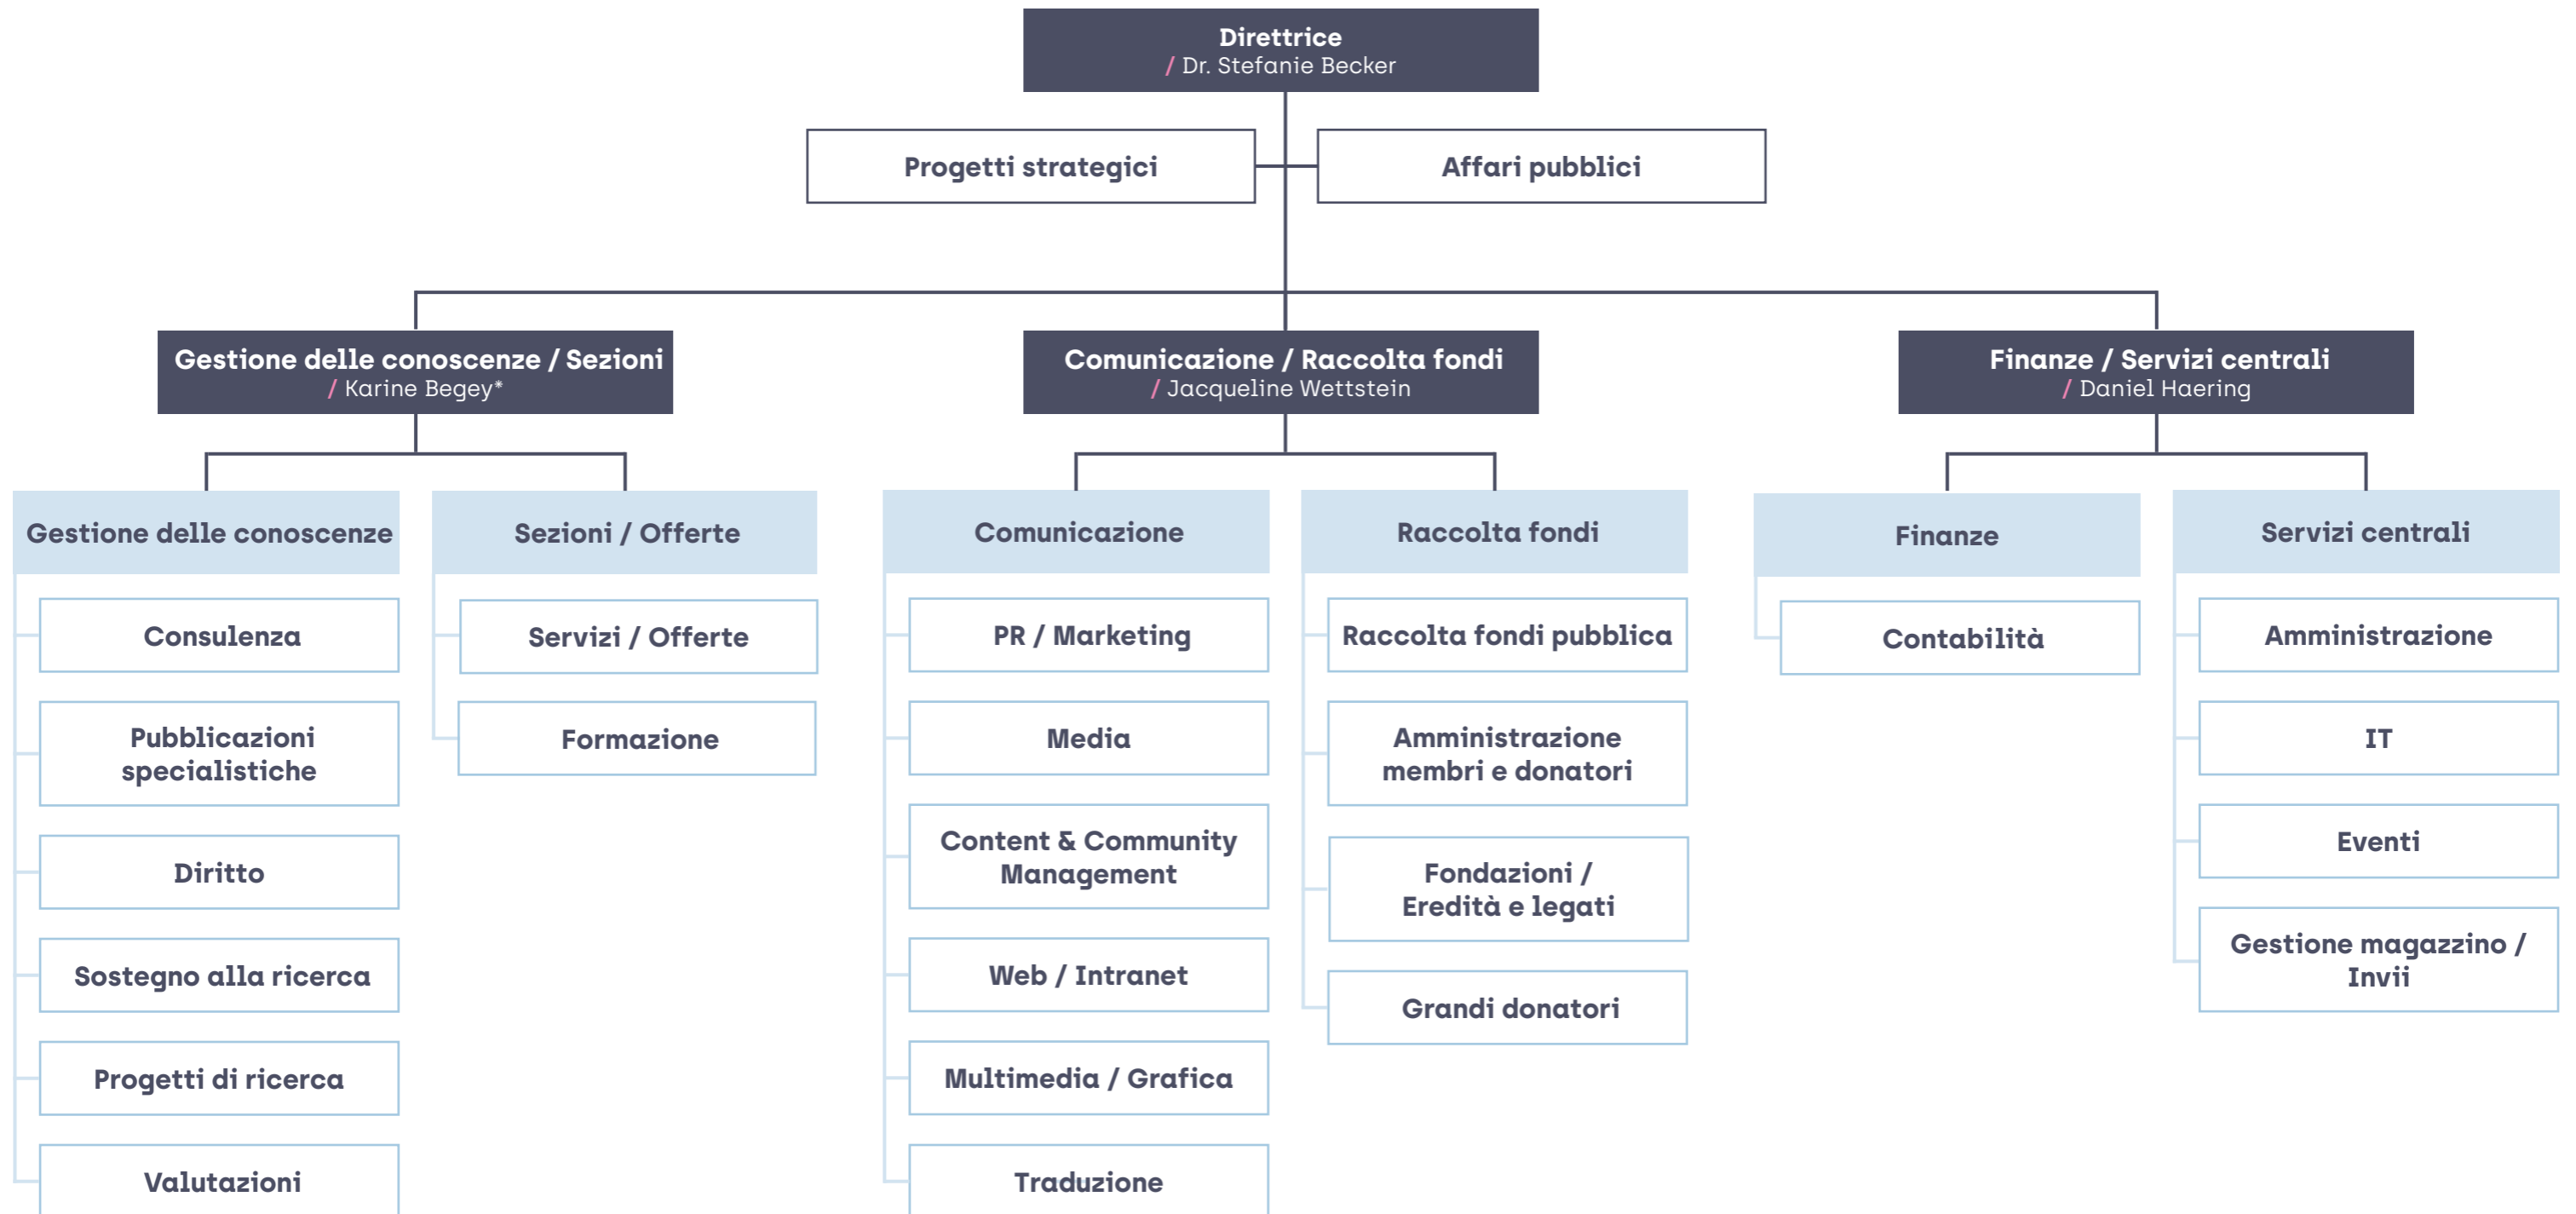 Direttrice
/ Dr. Stefanie Becker
Progetti strategici
Affari pubblici
Gestione delle conoscenze / Sezioni
/ Karine Begey*
Comunicazione / Raccolta fondi
/ Jacqueline Wettstein
Finanze / Servizi centrali
/ Daniel Haering
Gestione delle conoscenze
Consulenza
Pubblicazioni
specialistiche
Diritto
Sostegno alla ricerca
Progetti di ricerca
Valutazioni
Sezioni / Offerte
Servizi / Offerte
Formazione
Comunicazione
PR / Marketing
Media
Content & Community
Management
Web / Intranet
Multimedia / Grafica
Traduzione
Raccolta fondi
Raccolta fondi pubblica
Amministrazione
membri e donatori
Fondazioni /
Eredità e legati
Grandi donatori
Finanze
Contabilità
Servizi centrali
Amministrazione
IT
Eventi
Gestione magazzino /
Invii